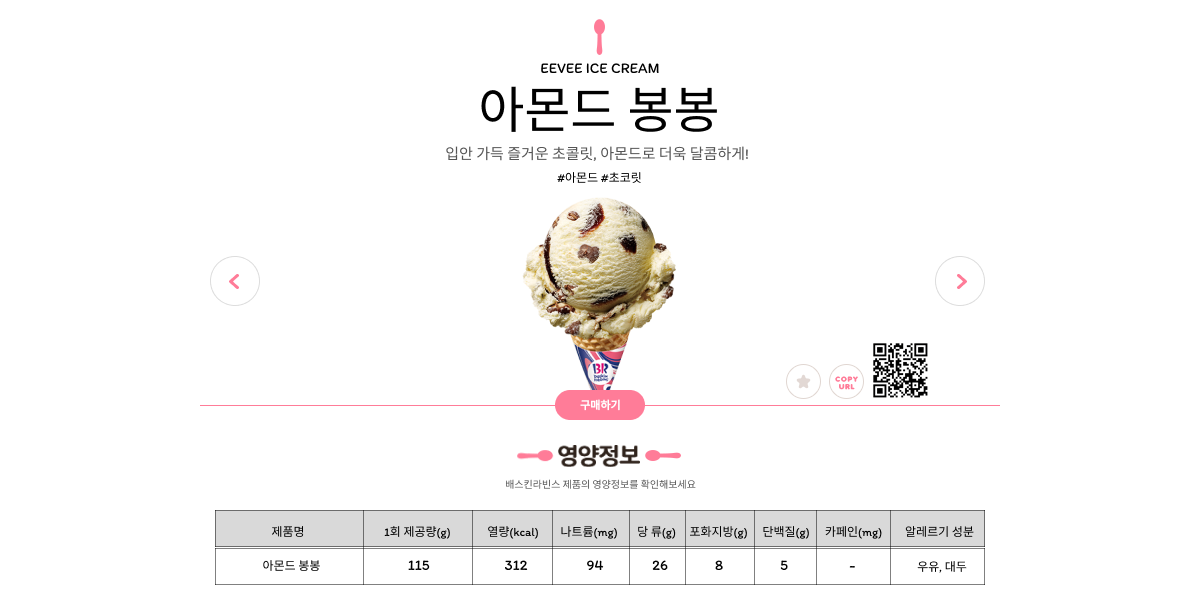 EEVEE ICE CREAM
아몬드 봉봉
입안 가득 즐거운 초콜릿, 아몬드로 더욱 달콤하게!
#아몬드 #초코릿
BR
baskin robbins
COPY
URL
구매하기
영양정보
배스킨라빈스 제품의 영양정보를 확인해보세요
제품명 1회 제공량(g) 열량(kcal) 나트륨(mg) 당 류(g) 포화지방(g) 단백질(g) 카페인(mg) 알레르기 성분
아몬드 봉봉 115 312 94 26 8 5 - 우유, 대두